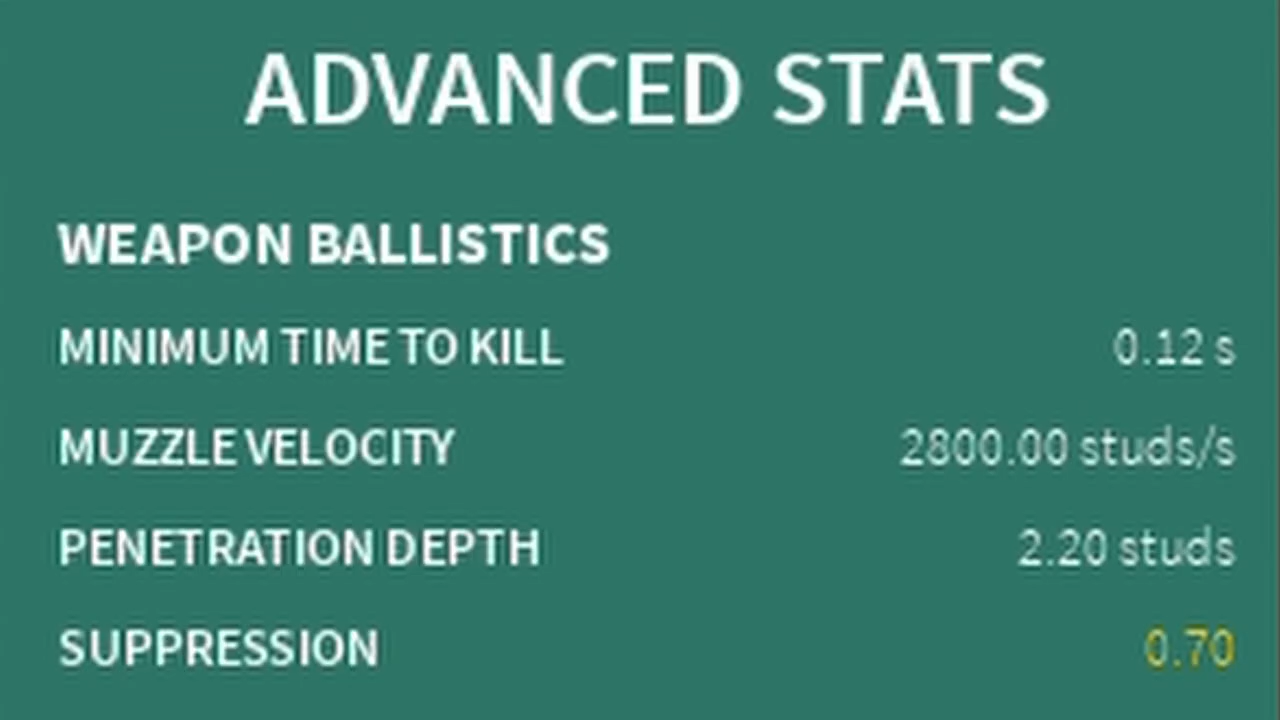 ADVANCED STATS
WEAPON BALLISTICS
MINIMUM TIME TO KILL 0.12 s
MUZZLE VELOCITY 2800.00 studs/s
PENETRATION DEPTH 2.20 studs
SUPPRESSION 0.70